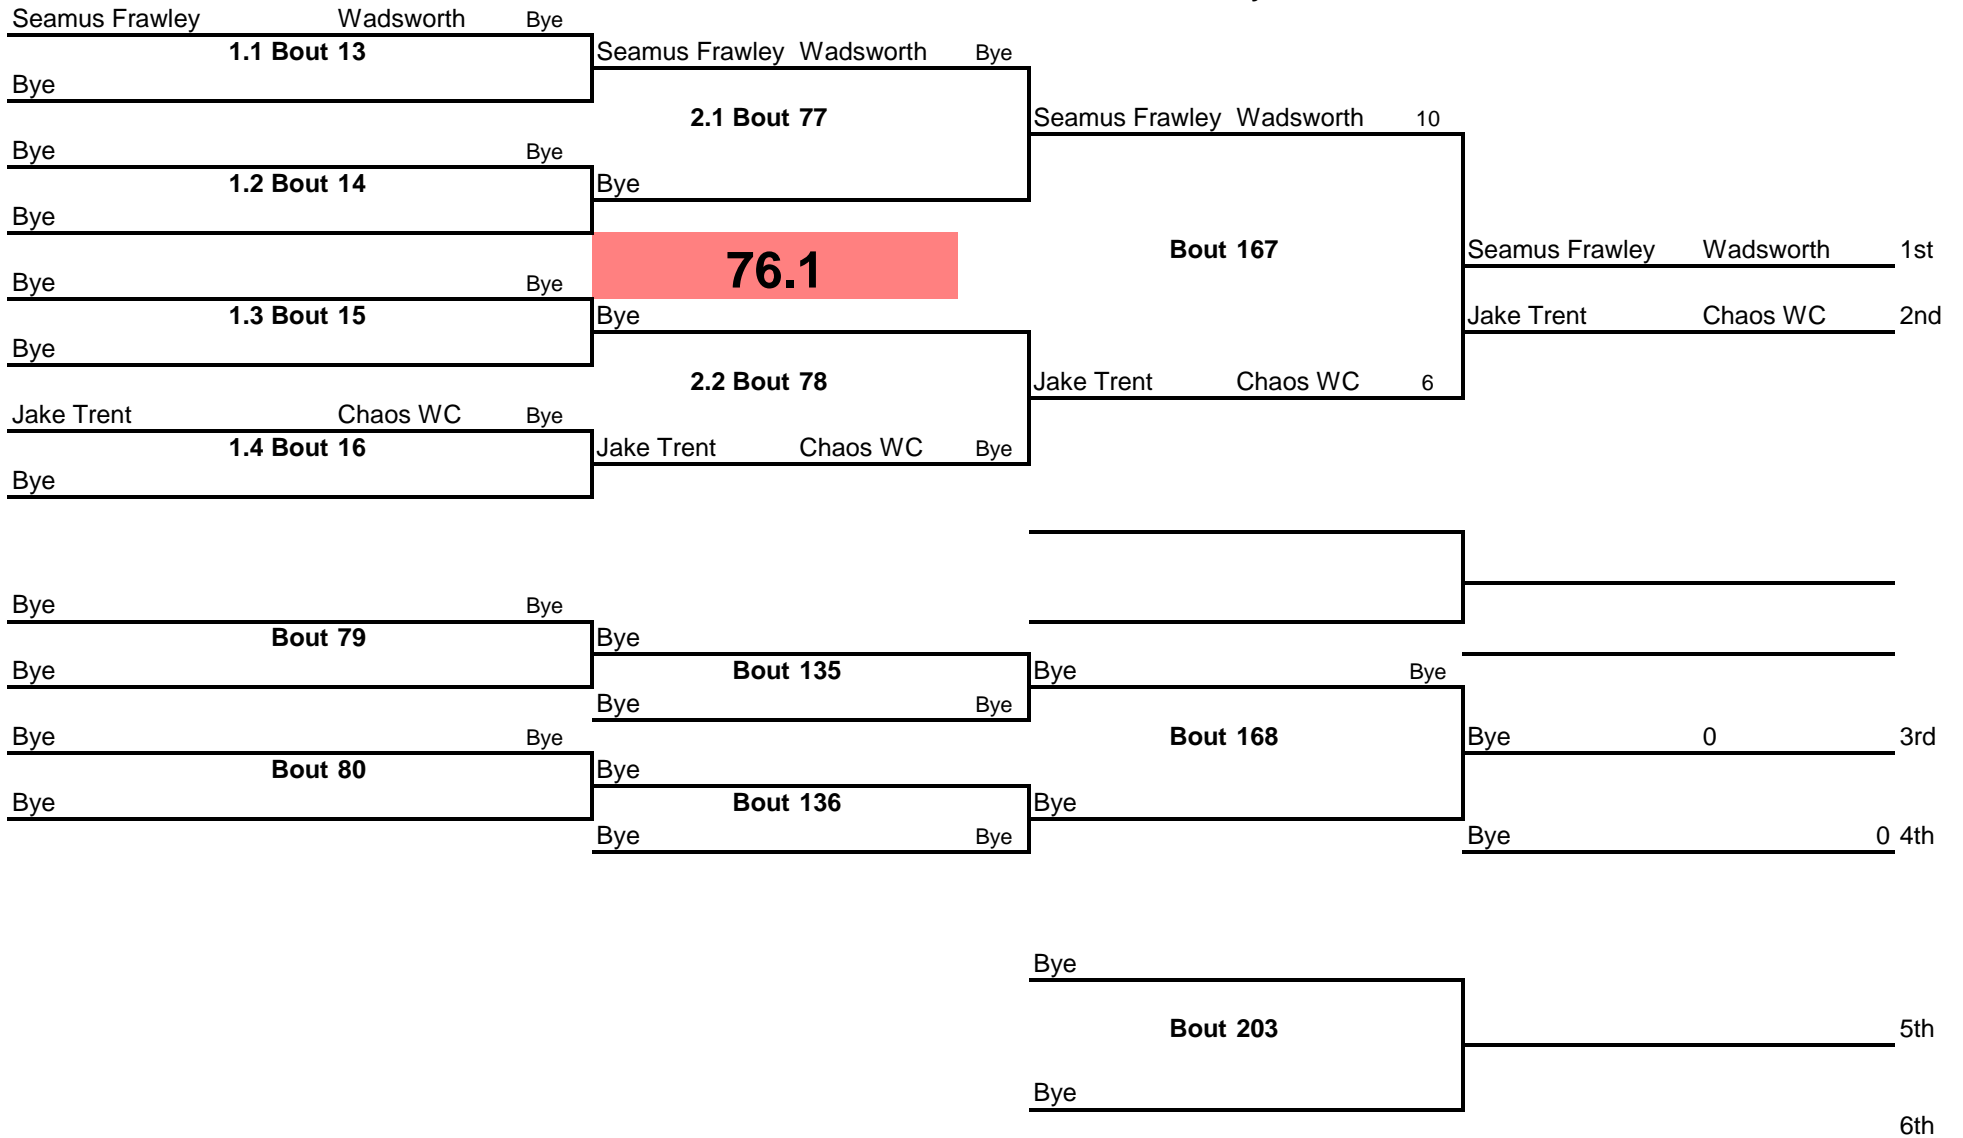 Seamus Frawley Wadsworth Bye
1.1 Bout 13 Seamus Frawley Wadsworth Bye
Bye
2.1 Bout 77 Seamus Frawley Wadsworth 10
Bye Bye
1.2 Bout 14 Bye
Bye
76.1 Bout 167 Seamus Frawley Wadsworth 1st
Bye Bye
1.3 Bout 15 Bye Jake Trent Chaos WC 2nd
Bye
2.2 Bout 78 Jake Trent Chaos WC 6
Jake Trent Chaos WC Bye
1.4 Bout 16 Jake Trent Chaos WC Bye
Bye
Bye Bye
Bout 79 Bye
Bye Bout 135 Bye Bye
Bye Bye
Bye Bye Bout 168 Bye 0 3rd
Bout 80 Bye
Bye Bout 136 Bye
Bye Bye Bye 0 4th
Bye
Bout 203 5th
Bye
6th